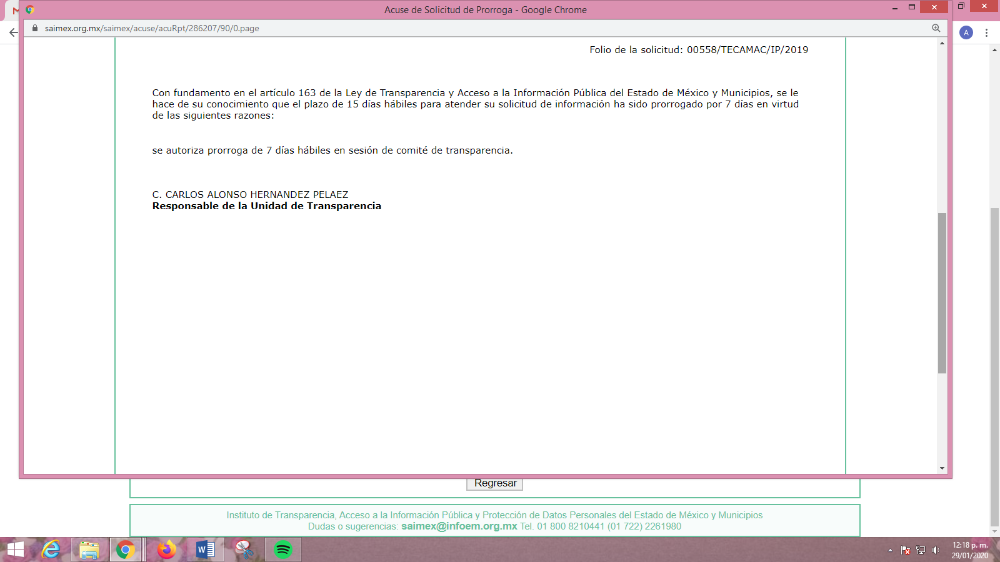 Acuse de Solicitud de Prorroga - Google Chrome
saimex.org.mx/saimex/acuse/acuRpt/286207/90/0.page
A
Folio de la solicitud: 00558/TECAMAC/IP/2019
Con fundamento en el artículo 163 de la Ley de Transparencia y Acceso a la Información Pública del Estado de México y Municipios, se le
hace de su conocimiento que el plazo de 15 días hábiles para atender su solicitud de información ha sido prorrogado por 7 días en virtud
de las siguientes razones:
se autoriza prorroga de 7 días hábiles en sesión de comité de transparencia.
C. CARLOS ALONSO HERNANDEZ PELAEZ
Responsable de la Unidad de Transparencia
Regresar
Instituto de Transparencia, Acceso a la Información Pública y Protección de Datos Personales del Estado de México y Municipios
Dudas o sugerencias: saimex@infoem.org.mx Tel. 01 800 8210441 (01 722) 2261980
12:18 p. m.
29/01/2020